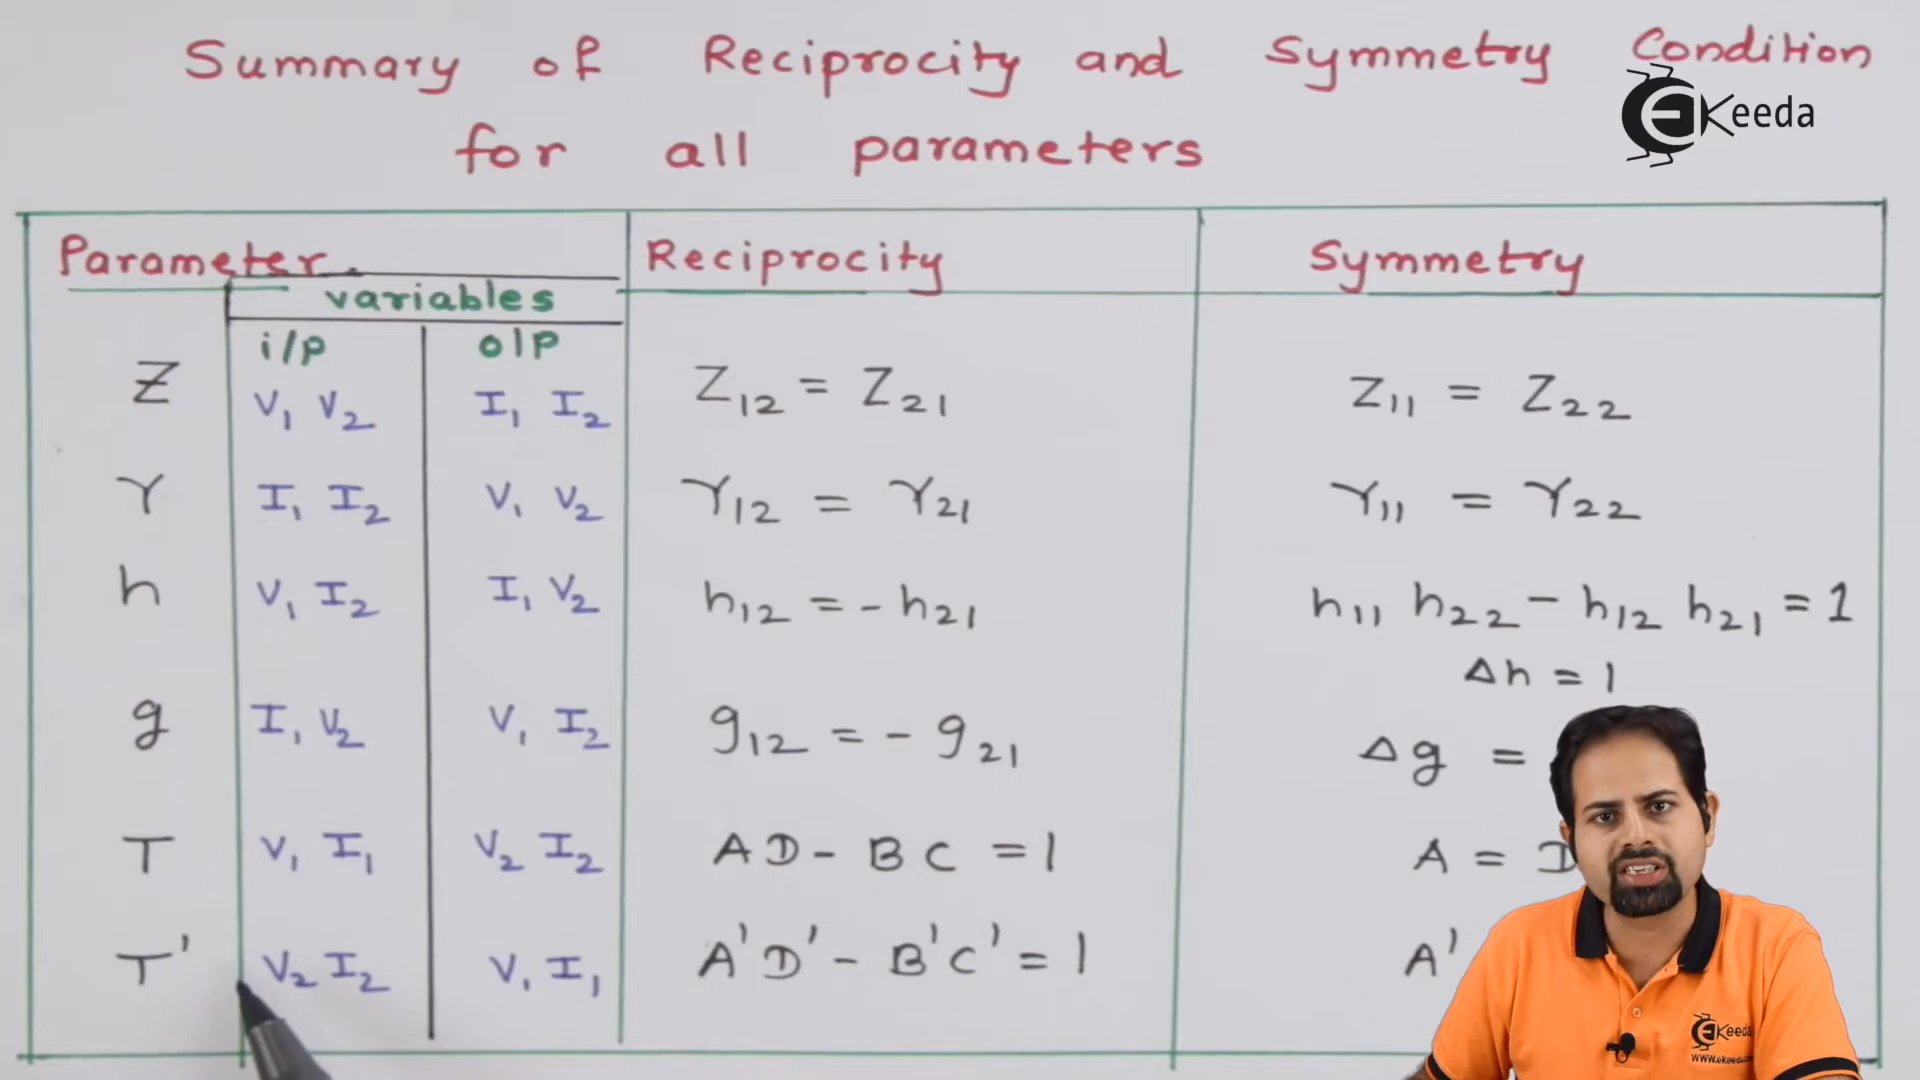 Summary of Reciprocity and Symmetry Condition
for all parameters
EKeeda
Parameter Reciprocity Symmetry
variables
i/p o/p
Z V1 V2 I1 I2 Z12 = Z21 Z11 = Z22
Y I1 I2 V1 V2 Y12 = Y21 Y11 = Y22
h V1 I2 I1 V2 h12 = - h21 h11 h22 - h12 h21 = 1
Δh = 1
g I1 V2 V1 I2 g12 = - g21 Δg =
T V1 I1 V2 I2 AD - BC = 1 A = D
T' V2 I2 V1 I1 A'D' - B'C' = 1 A'
EKeeda